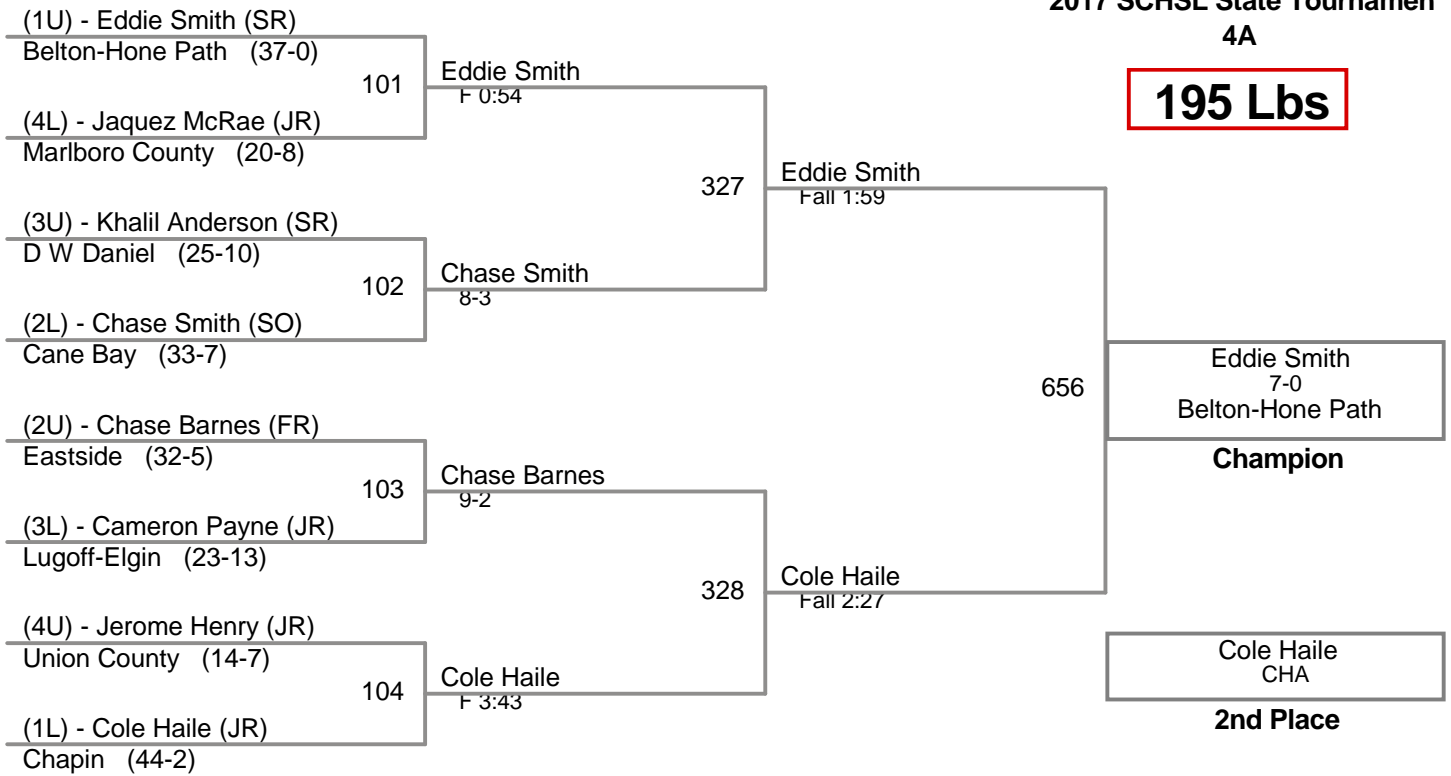 2017 SCHSL State Tournamen
4A
195 Lbs
(1U) - Eddie Smith (SR)
Belton-Hone Path (37-0)
101
Eddie Smith
F 0:54
(4L) - Jaquez McRae (JR)
Marlboro County (20-8)
327
Eddie Smith
Fall 1:59
(3U) - Khalil Anderson (SR)
D W Daniel (25-10)
102
Chase Smith
8-3
(2L) - Chase Smith (SO)
Cane Bay (33-7)
656
Eddie Smith
7-0
Belton-Hone Path
Champion
(2U) - Chase Barnes (FR)
Eastside (32-5)
103
Chase Barnes
9-2
(3L) - Cameron Payne (JR)
Lugoff-Elgin (23-13)
328
Cole Haile
Fall 2:27
(4U) - Jerome Henry (JR)
Union County (14-7)
104
Cole Haile
F 3:43
(1L) - Cole Haile (JR)
Chapin (44-2)
Cole Haile
CHA
2nd Place